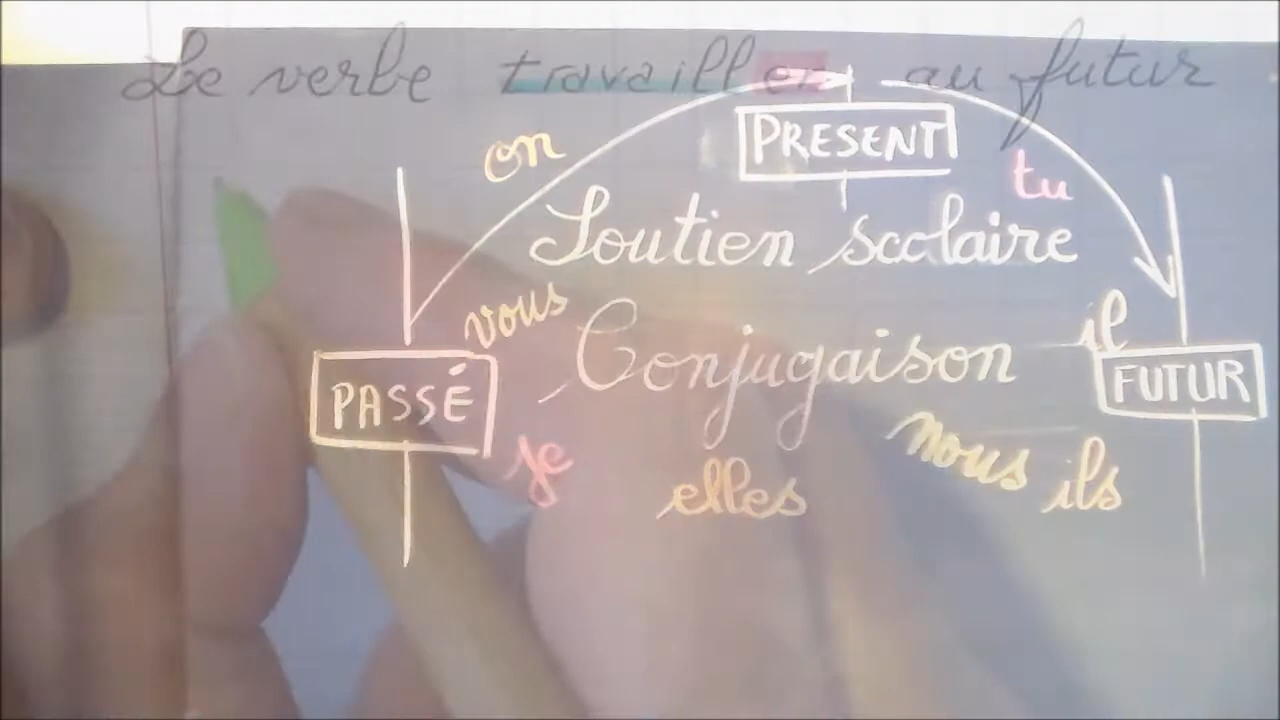 Le verbe travailler au futur
PRESENT
on
tu
Soutien scolaire
vous
il
Conjugaison
PASSÉ
FUTUR
je
elles
nous
ils